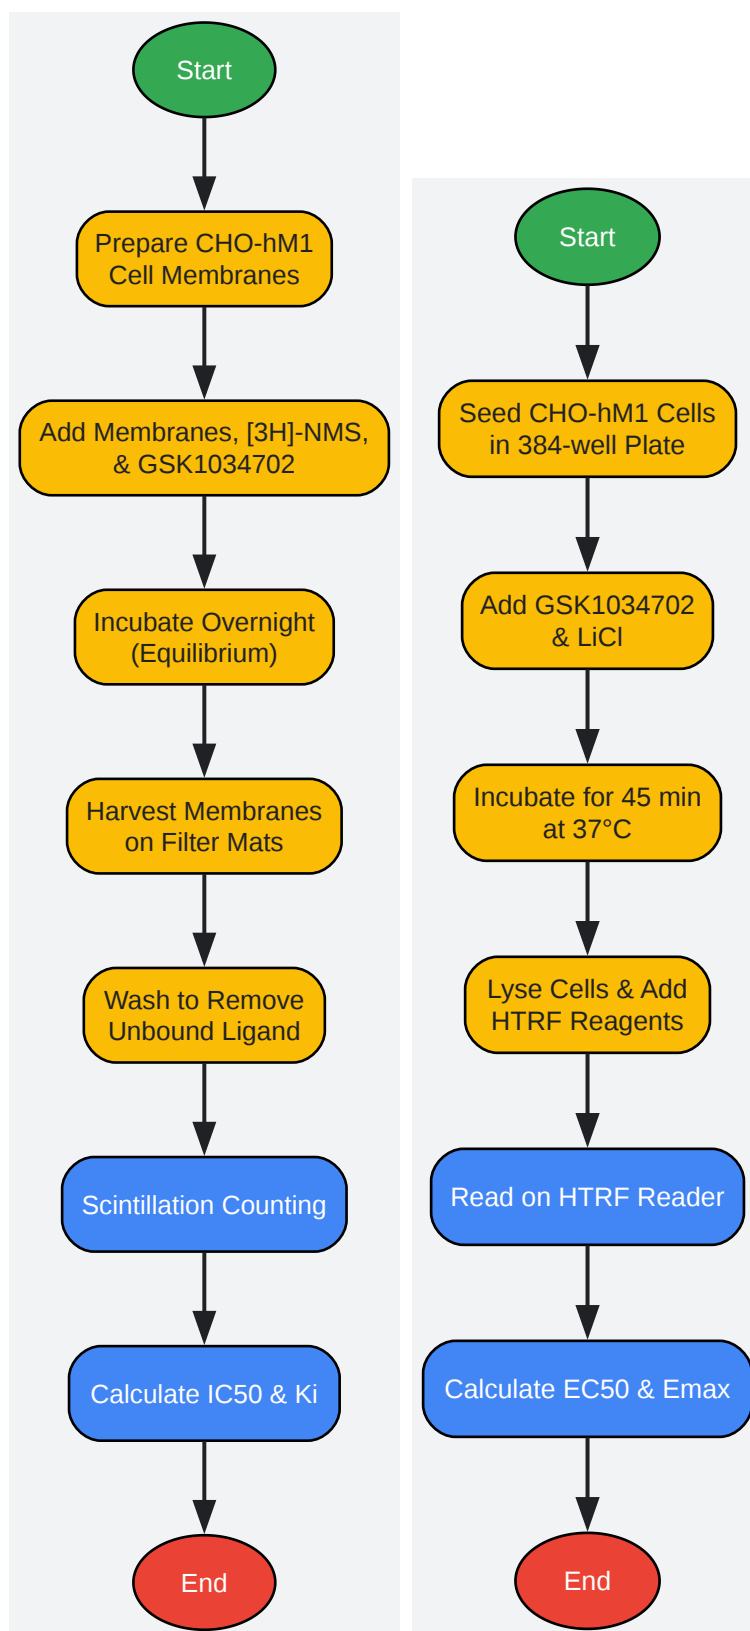 Start
Prepare CHO-hM1
Cell Membranes
Add Membranes, [3H]-NMS,
& GSK1034702
Incubate Overnight
(Equilibrium)
Harvest Membranes
on Filter Mats
Wash to Remove
Unbound Ligand
Scintillation Counting
Calculate IC50 & Ki
End
Start
Seed CHO-hM1 Cells
in 384-well Plate
Add GSK1034702
& LiCl
Incubate for 45 min
at 37°C
Lyse Cells & Add
HTRF Reagents
Read on HTRF Reader
Calculate EC50 & Emax
End